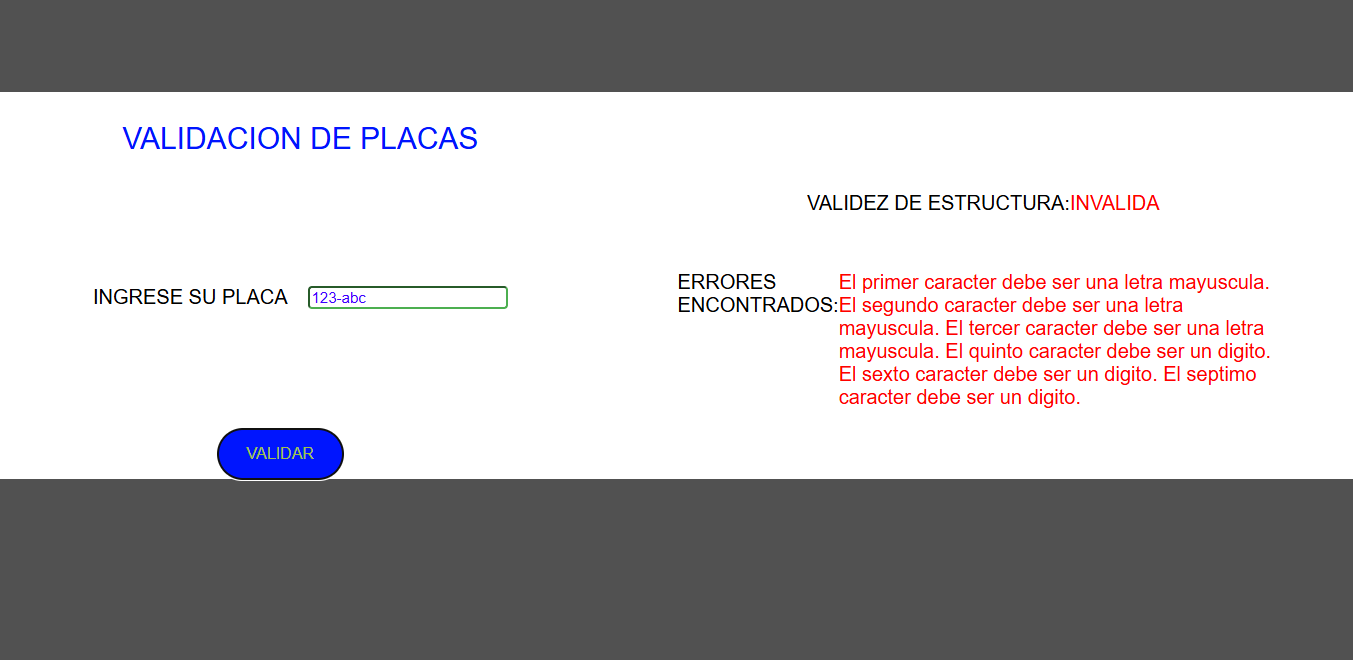 VALIDACION DE PLACAS
INGRESE SU PLACA
123-abc
VALIDAR
VALIDEZ DE ESTRUCTURA:INVALIDA
ERRORES
ENCONTRADOS:
El primer caracter debe ser una letra mayuscula.
El segundo caracter debe ser una letra
mayuscula. El tercer caracter debe ser una letra
mayuscula. El quinto caracter debe ser un digito.
El sexto caracter debe ser un digito. El septimo
caracter debe ser un digito.